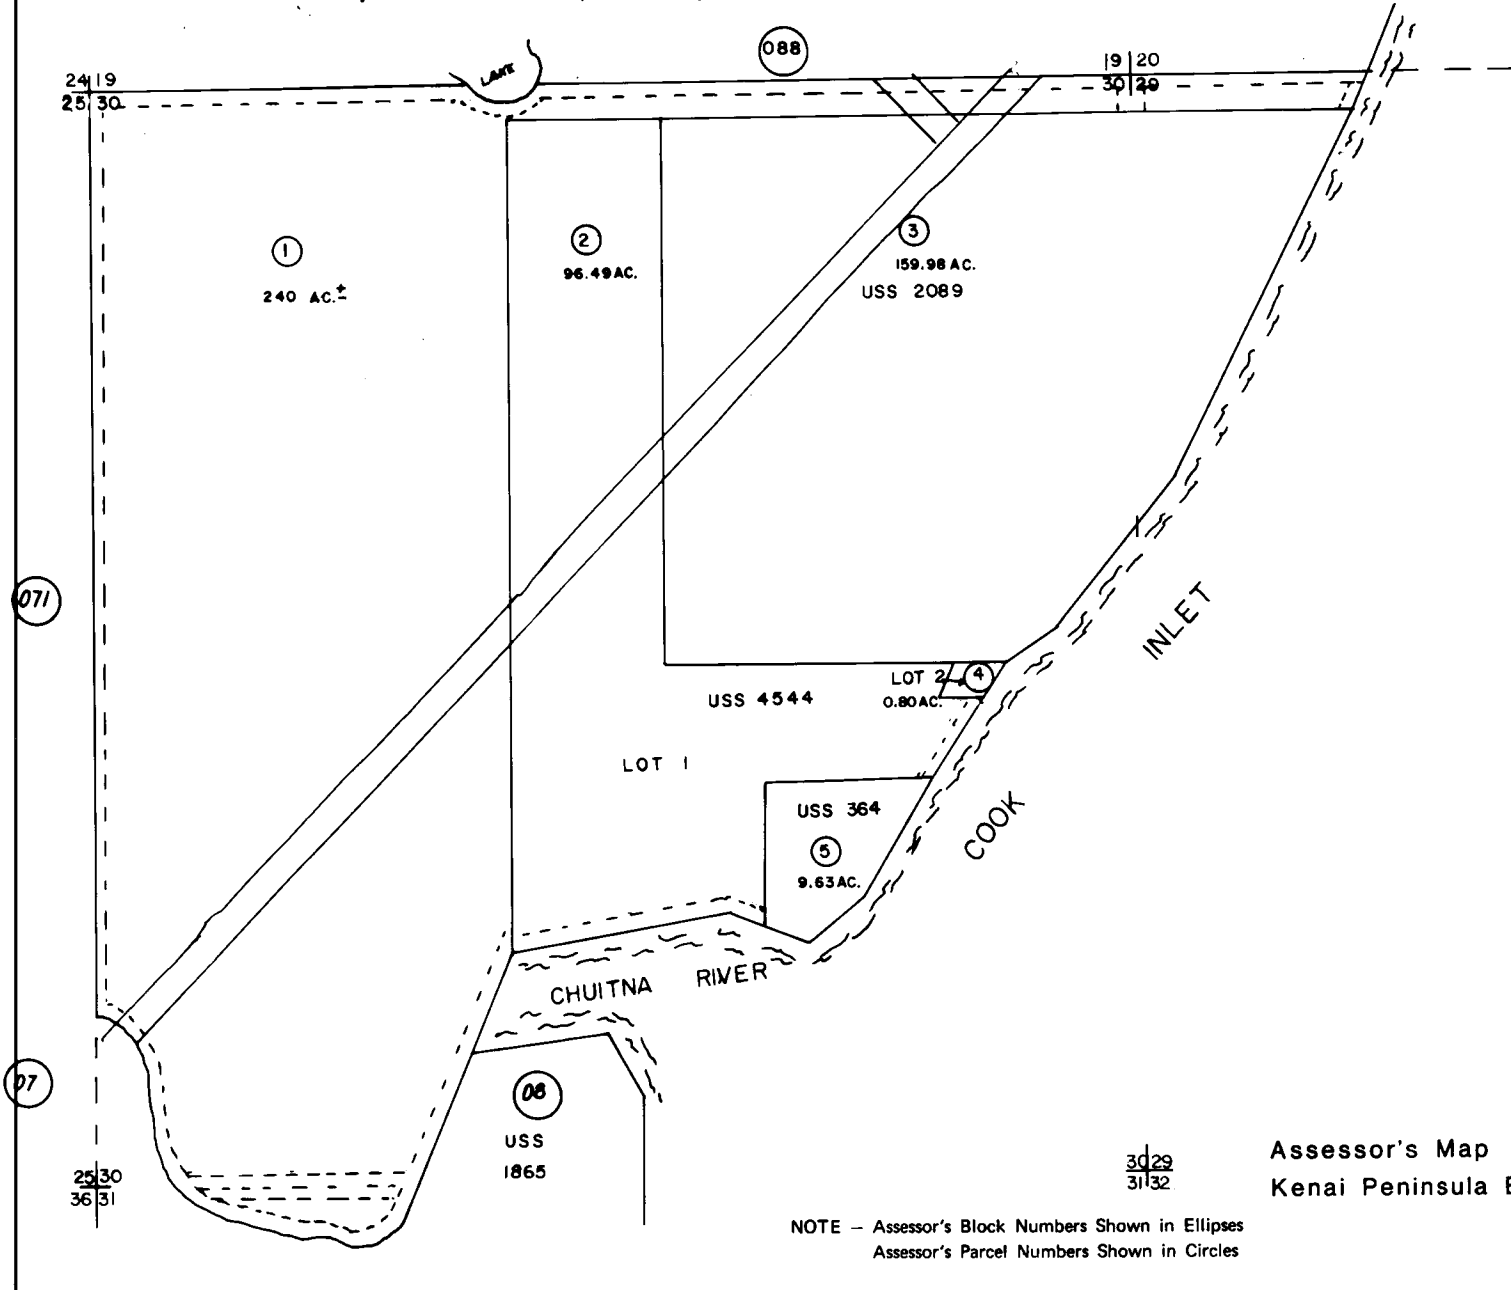 088
LAKE
24 19
25 30
19 20
30 29
1
240 AC.±
2
96.49 AC.
3
159.98 AC.
USS 2089
071
INLET
LOT 2
4
0.80 AC.
USS 4544
LOT 1
USS 364
5
9.63 AC.
COOK
CHUITNA RIVER
07
08
USS
1865
25 30
36 31
30 29
31 32
Assessor's Map
Kenai Peninsula
NOTE – Assessor's Block Numbers Shown in Ellipses
Assessor's Parcel Numbers Shown in Circles